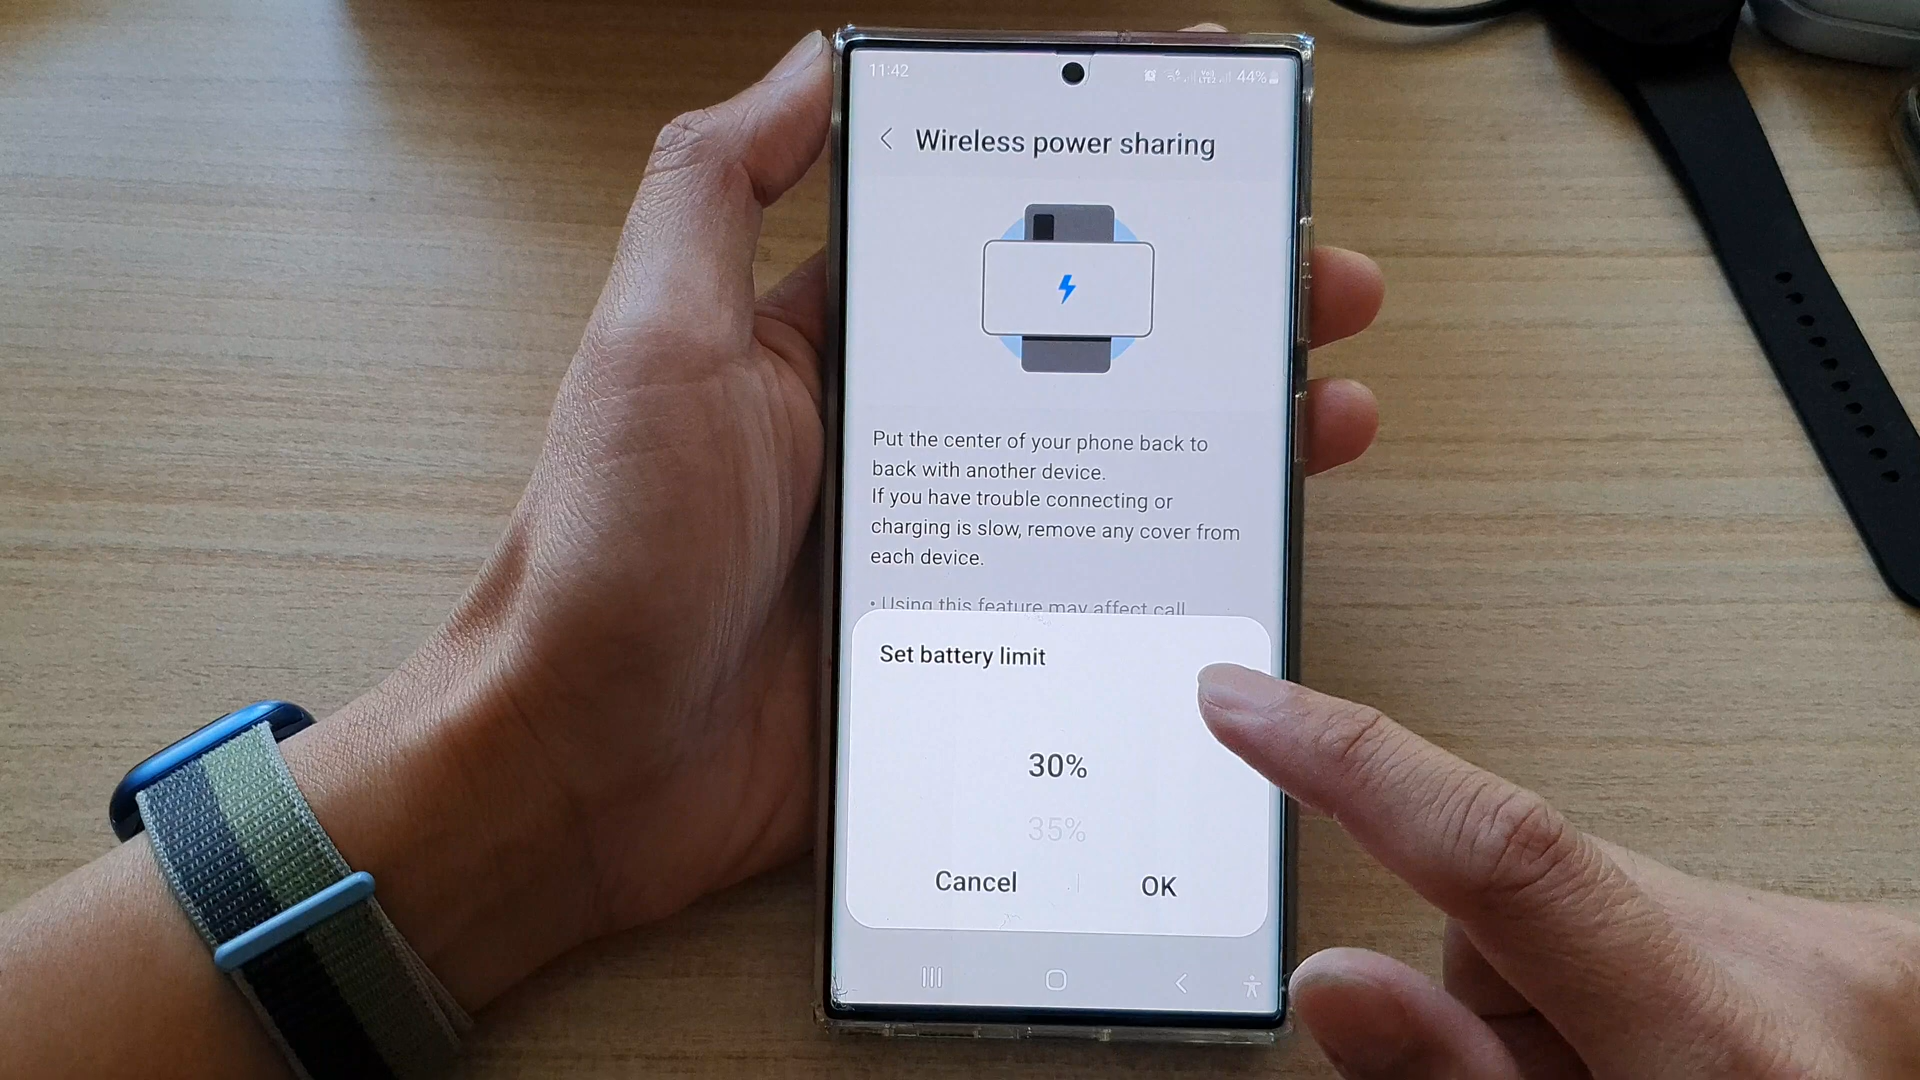 11:42
44%
Wireless power sharing
Put the center of your phone back to
back with another device.
If you have trouble connecting or
charging is slow, remove any cover from
each device.
• Using this feature may affect call
Set battery limit
30%
35%
Cancel
OK